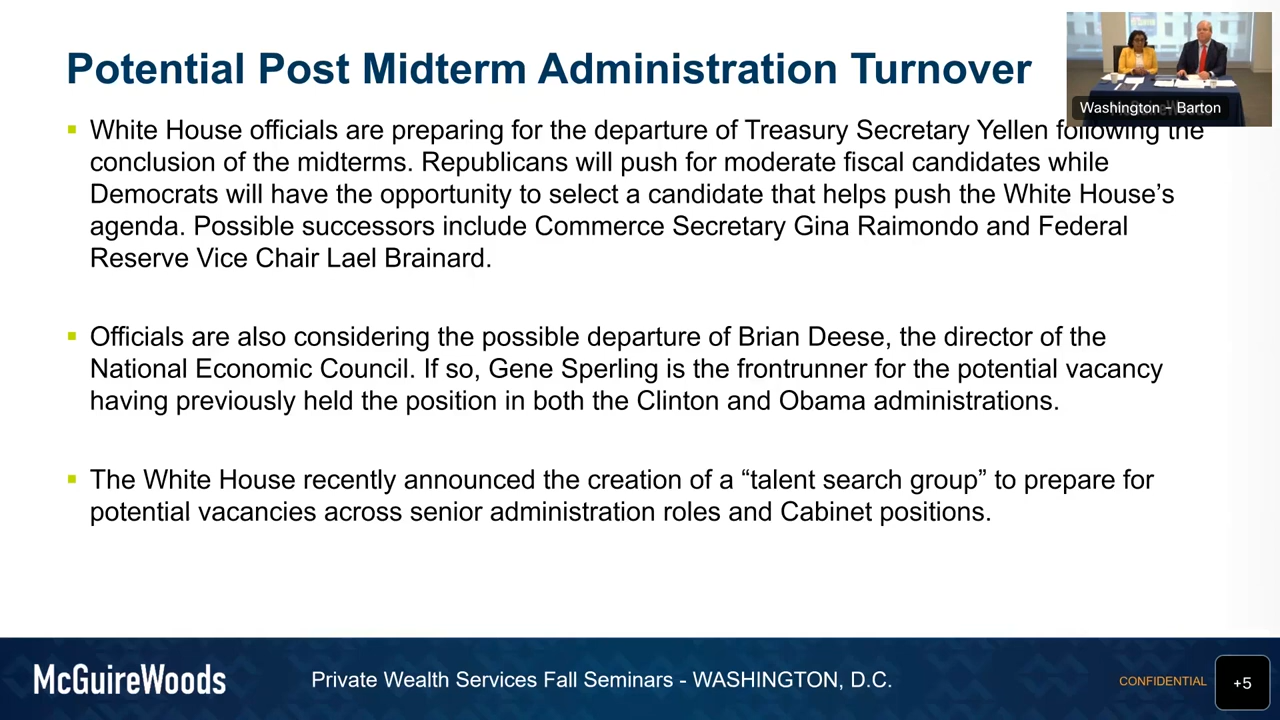 Potential Post Midterm Administration Turnover
Washington - Barton
White House officials are preparing for the departure of Treasury Secretary Yellen following the
conclusion of the midterms. Republicans will push for moderate fiscal candidates while
Democrats will have the opportunity to select a candidate that helps push the White House’s
agenda. Possible successors include Commerce Secretary Gina Raimondo and Federal
Reserve Vice Chair Lael Brainard.
Officials are also considering the possible departure of Brian Deese, the director of the
National Economic Council. If so, Gene Sperling is the frontrunner for the potential vacancy
having previously held the position in both the Clinton and Obama administrations.
The White House recently announced the creation of a “talent search group” to prepare for
potential vacancies across senior administration roles and Cabinet positions.
McGuireWoods
Private Wealth Services Fall Seminars - WASHINGTON, D.C.
CONFIDENTIAL
+5